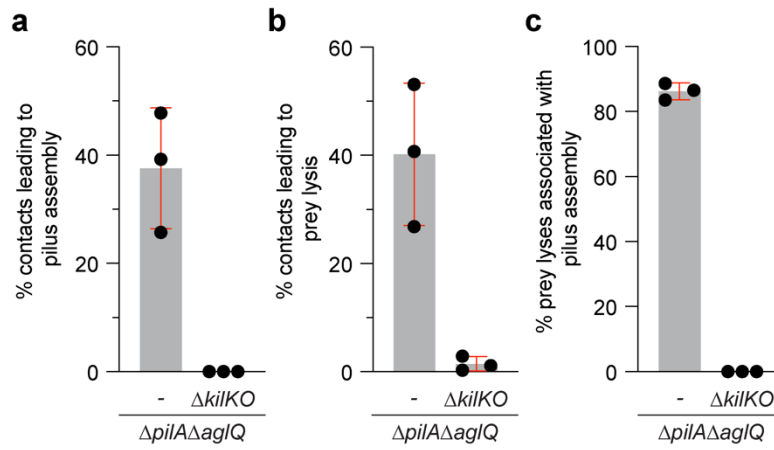 a
% contacts leading to
pilus assembly
60
40
20
0
- ΔkilKO
ΔpilAΔaglQ
b
% contacts leading to
prey lysis
60
40
20
0
- ΔkilKO
ΔpilAΔaglQ
c
% prey lyses associated with
pilus assembly
100
80
60
40
20
0
- ΔkilKO
ΔpilAΔaglQ